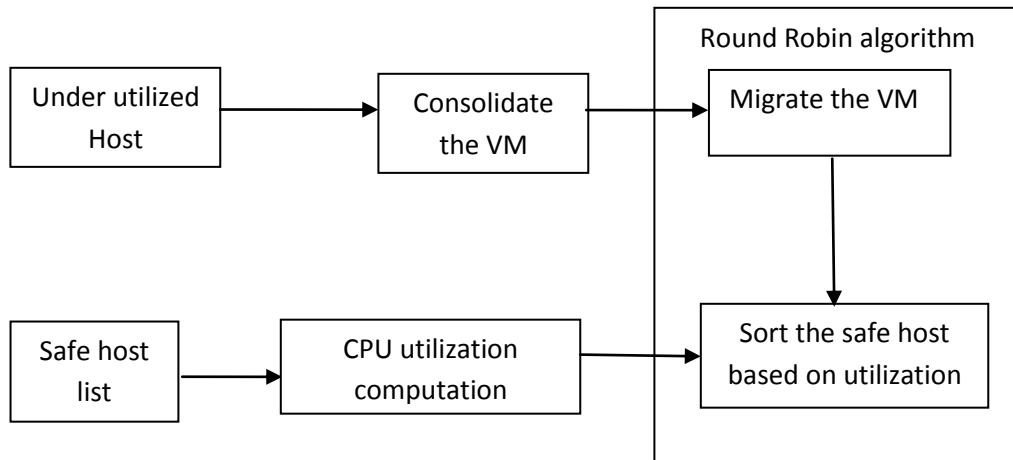 Round Robin algorithm
Under utilized
Host
Consolidate
the VM
Migrate the VM
Safe host
list
CPU utilization
computation
Sort the safe host
based on utilization